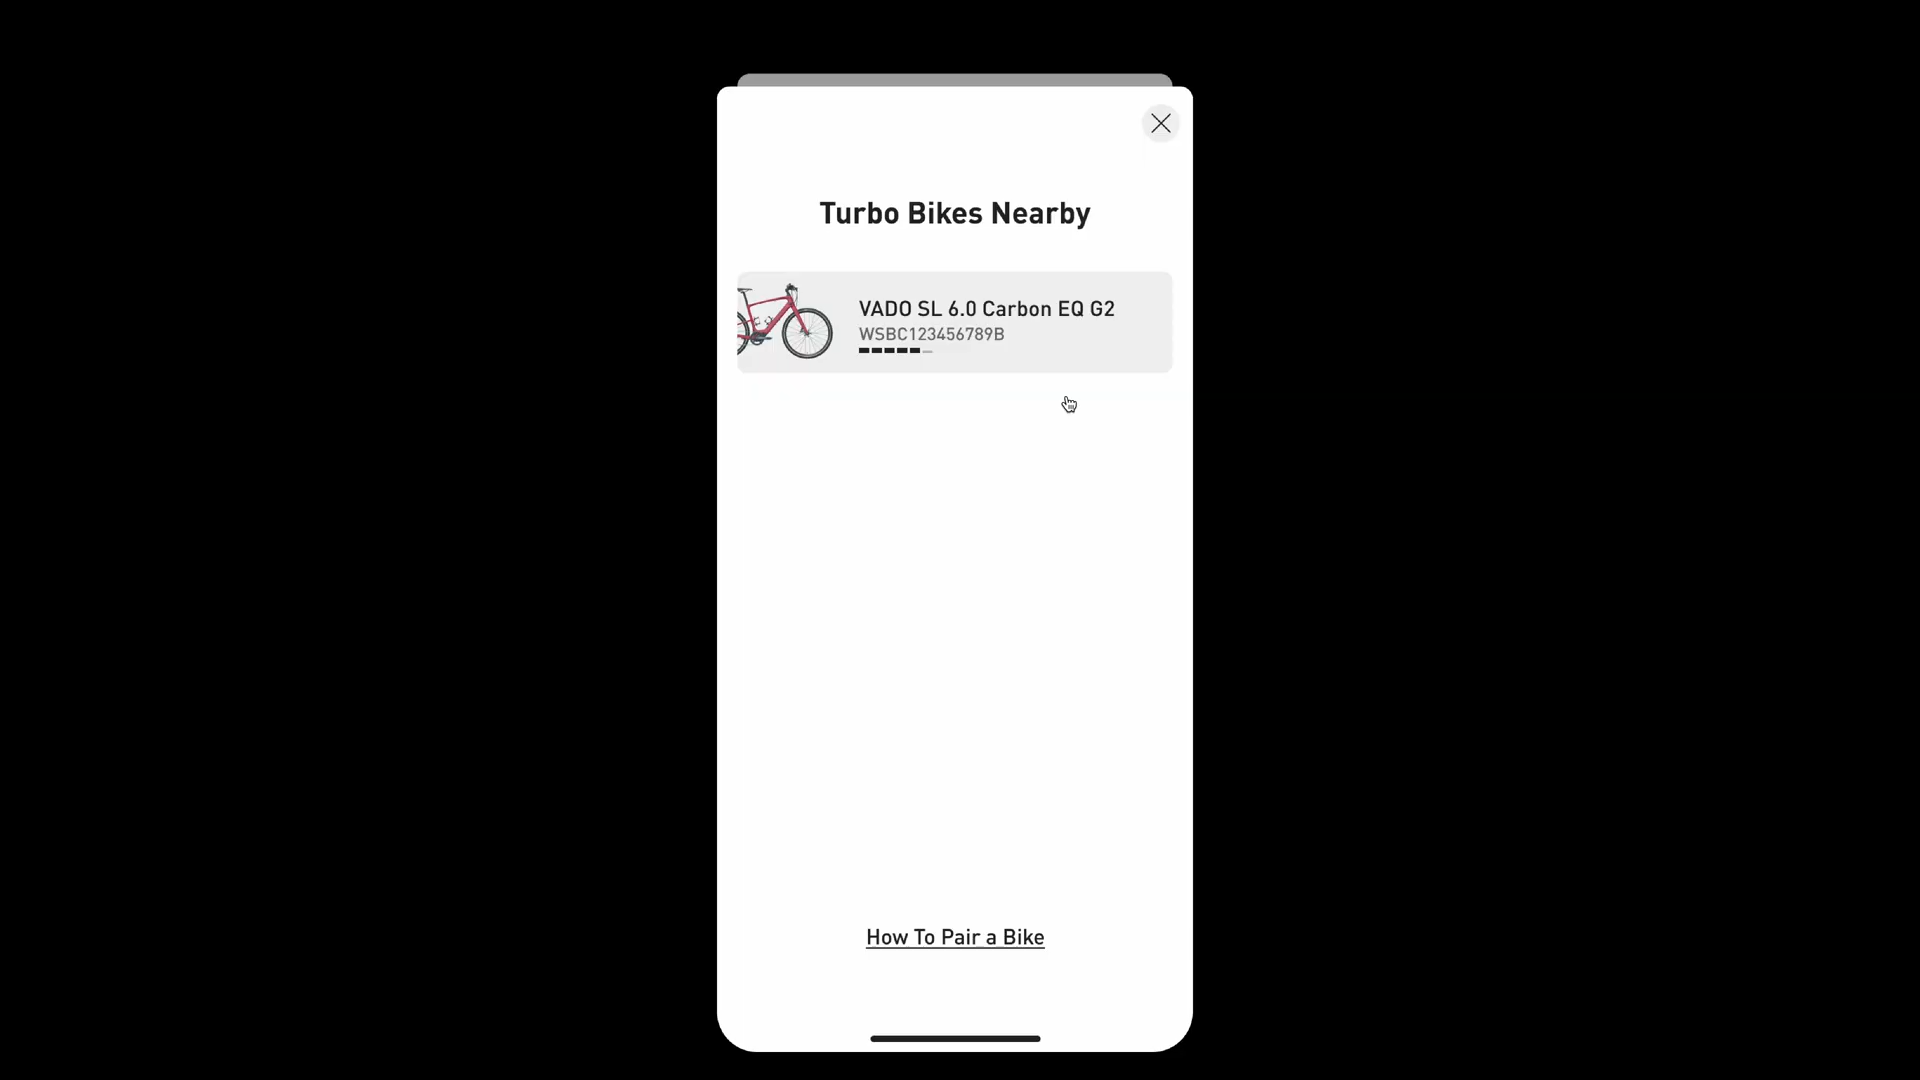 Turbo Bikes Nearby
VADO SL 6.0 Carbon EQ G2
WSBC123456789B
How To Pair a Bike